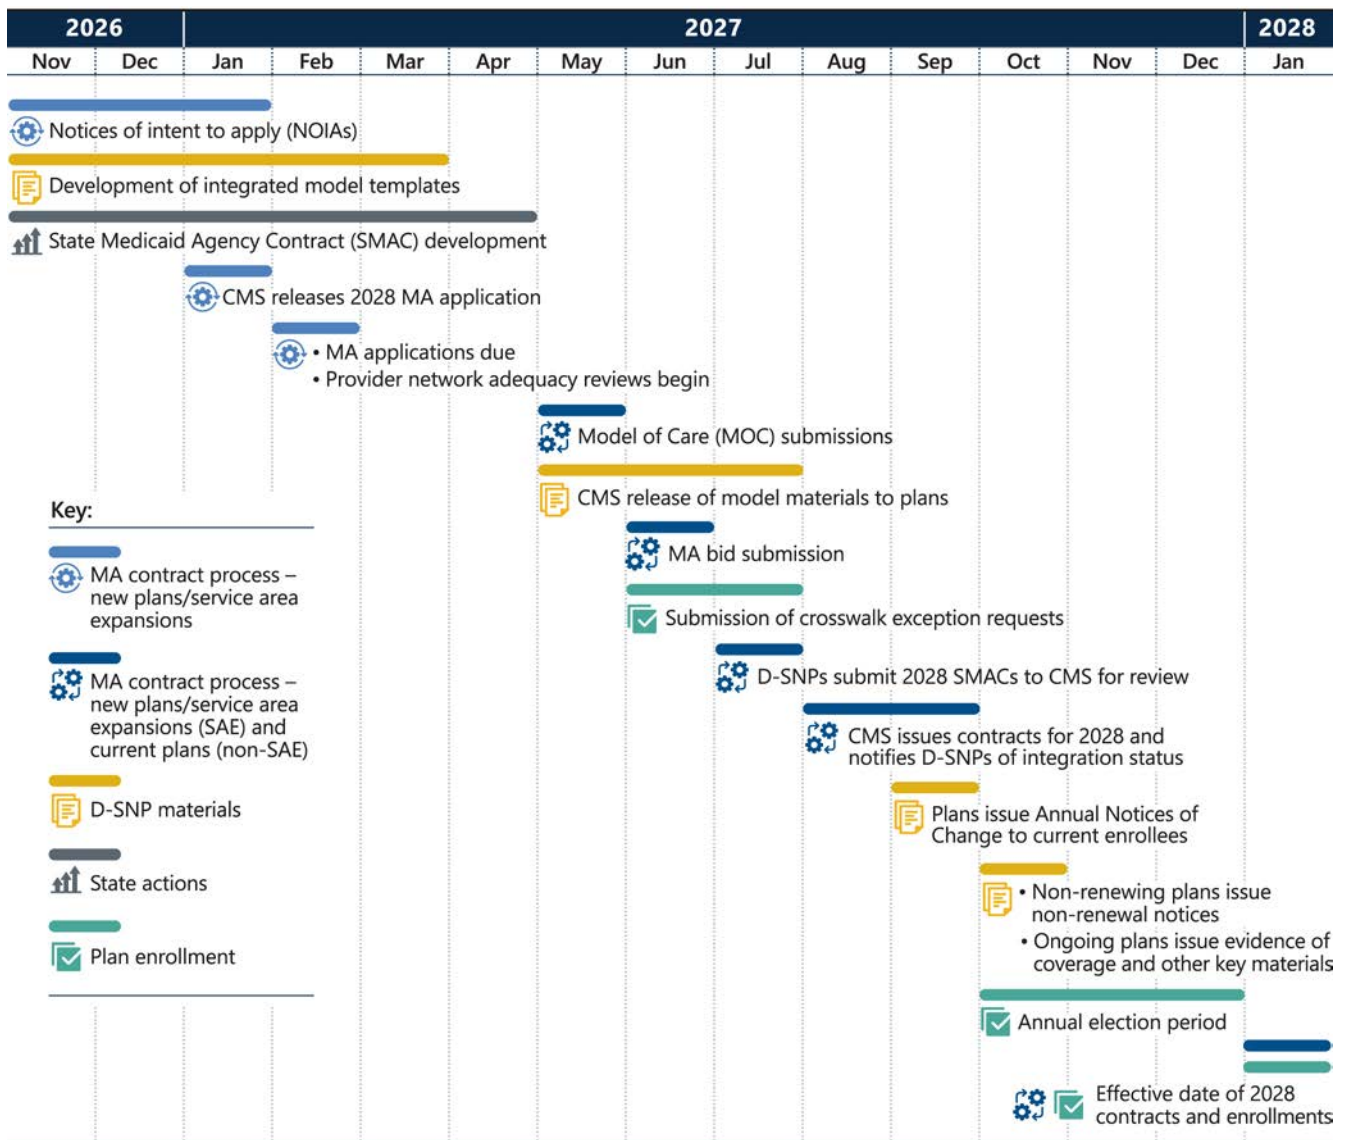 2026 2027 2028
Nov Dec Jan Feb Mar Apr May Jun Jul Aug Sep Oct Nov Dec Jan
Notices of intent to apply (NOIAs)
Development of integrated model templates
State Medicaid Agency Contract (SMAC) development
CMS releases 2028 MA application
• MA applications due
• Provider network adequacy reviews begin
Model of Care (MOC) submissions
CMS release of model materials to plans
MA bid submission
Submission of crosswalk exception requests
D-SNPs submit 2028 SMACs to CMS for review
CMS issues contracts for 2028 and
notifies D-SNPs of integration status
Plans issue Annual Notices of
Change to current enrollees
• Non-renewing plans issue
non-renewal notices
• Ongoing plans issue evidence of
coverage and other key materials
Annual election period
Effective date of 2028
contracts and enrollments
Key:
MA contract process –
new plans/service area
expansions
MA contract process –
new plans/service area
expansions (SAE) and
current plans (non-SAE)
D-SNP materials
State actions
Plan enrollment